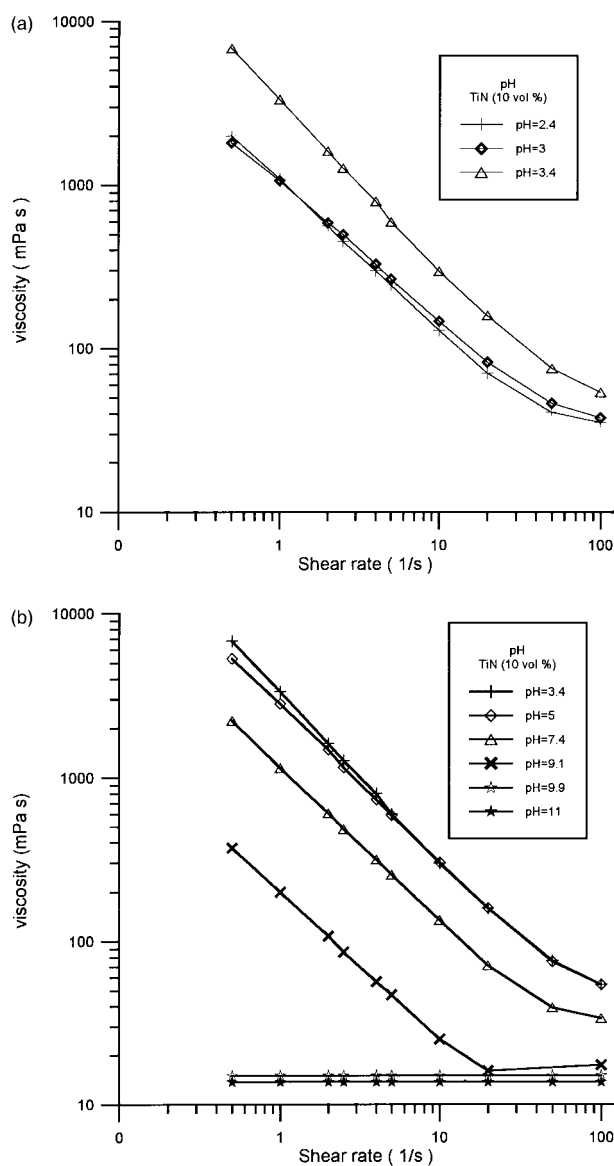 (a)
10000
1000
100
10
viscosity ( mPa s )
pH
TiN (10 vol %)
pH=2.4
pH=3
pH=3.4
0
1
10
100
Shear rate ( 1/s )
(b)
10000
1000
100
10
viscosity (mPa s)
pH
TiN (10 vol %)
pH=3.4
pH=5
pH=7.4
pH=9.1
pH=9.9
pH=11
0
1
10
100
Shear rate ( 1/s )